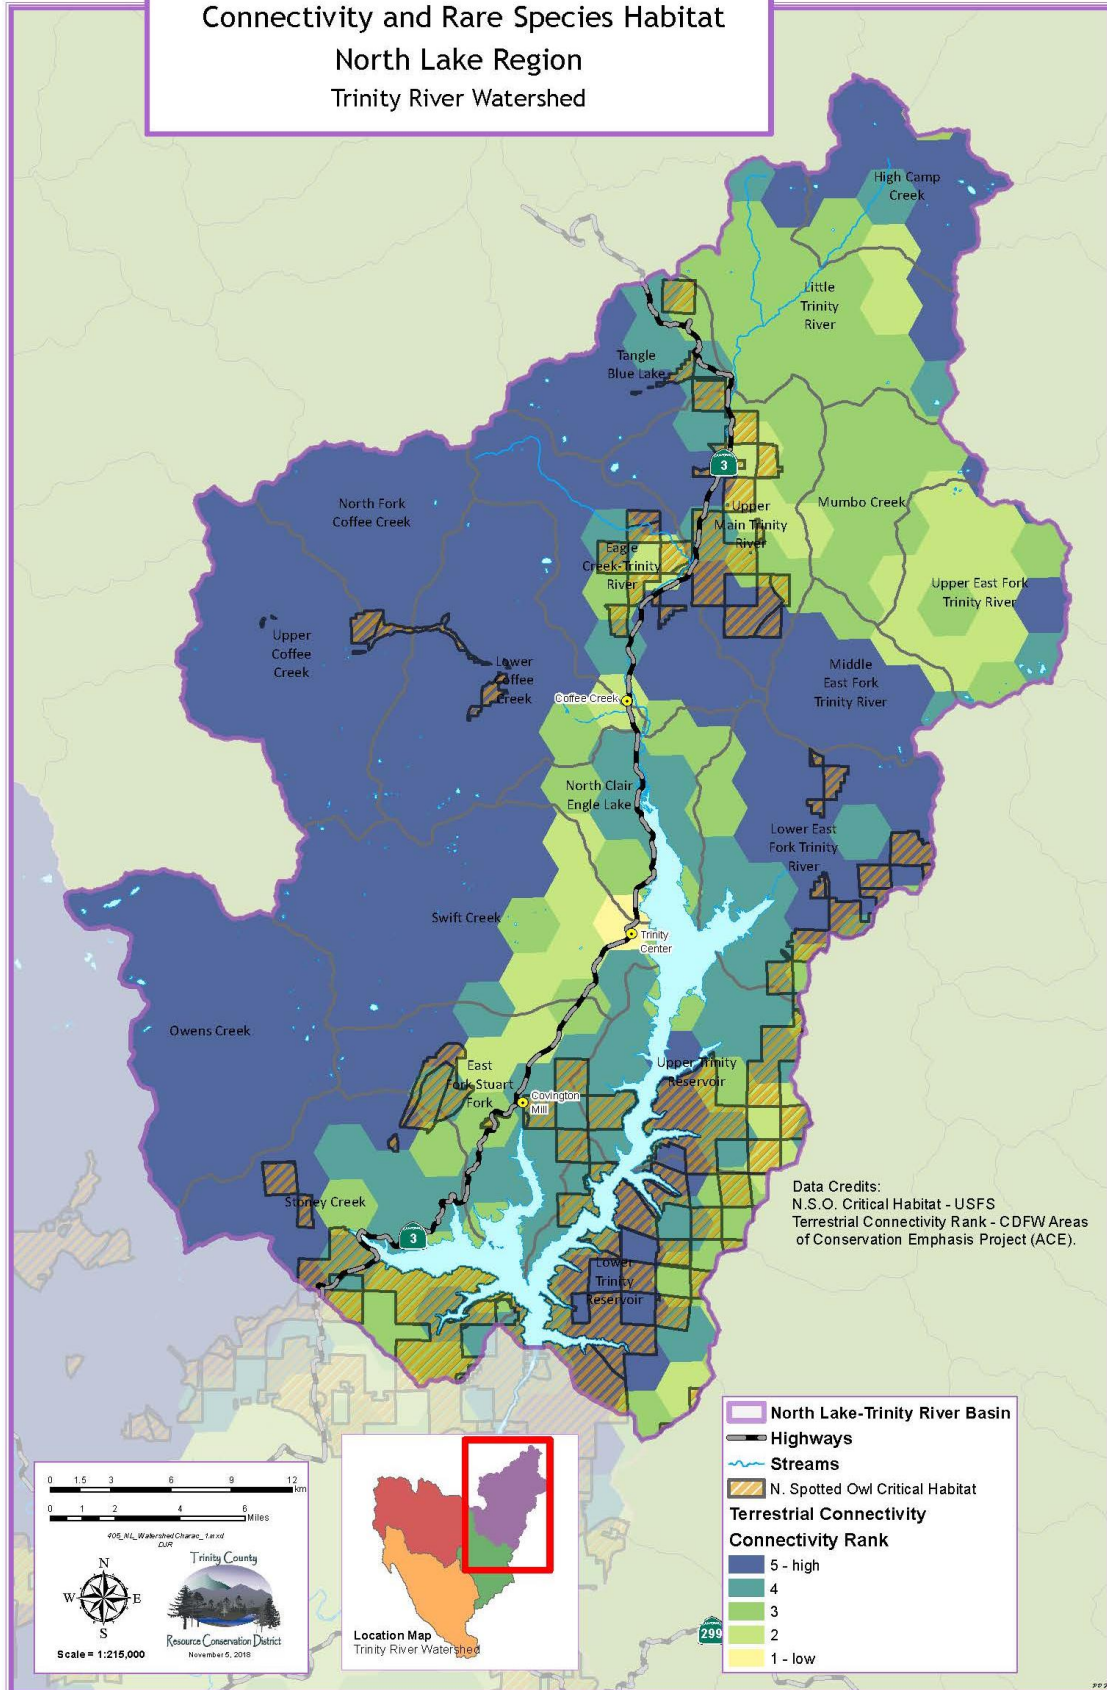 Connectivity and Rare Species Habitat
North Lake Region
Trinity River Watershed
High Camp
Creek
Little
Trinity
River
Tangle
Blue Lake
3
North Fork
Coffee Creek
Mumbo Creek
Upper
Main Trinity
River
Eagle
Creek-Trinity
River
Upper East Fork
Trinity River
Upper
Coffee
Creek
Lower
Coffee
Creek
Middle
East Fork
Trinity River
Coffee Creek
North Clair
Engle Lake
Lower East
Fork Trinity
River
Swift Creek
Trinity
Center
Owens Creek
Upper Trinity
Reservoir
East
Fork Stuart
Fork
Covington
Mill
Stoney Creek
3
Lower
Trinity
Reservoir
Data Credits:
N.S.O. Critical Habitat - USFS
Terrestrial Connectivity Rank - CDFW Areas
of Conservation Emphasis Project (ACE).
North Lake-Trinity River Basin
Highways
Streams
N. Spotted Owl Critical Habitat
Terrestrial Connectivity
Connectivity Rank
5 - high
4
3
2
1 - low
0 1.5 3 6 9 12
km
0 1 2 4 6
Miles
405_NL_WatershedCharac_1.mxd
DJR
N
W E
S
Scale = 1:215,000
Trinity County
Resource Conservation District
November 5, 2018
Location Map
Trinity River Watershed
299